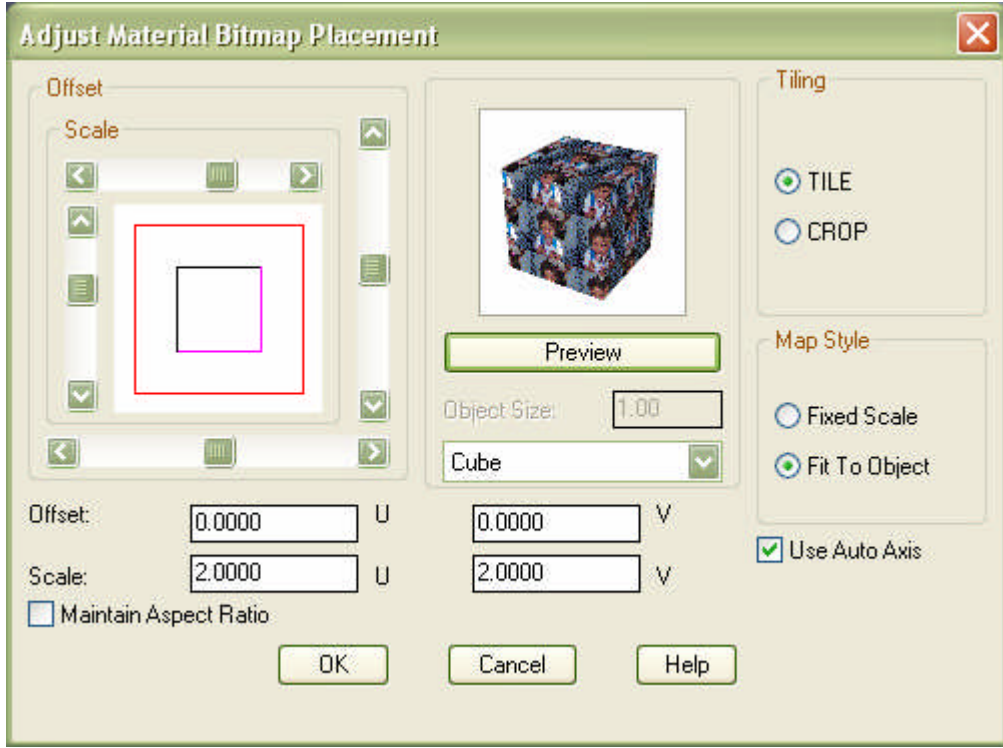 Adjust Material Bitmap Placement
Offset
Scale
Tiling
TILE
CROP
Preview
Object Size: 1.00
Cube
Map Style
Fixed Scale
Fit To Object
Offset: 0.0000 U 0.0000 V
Use Auto Axis
Scale: 2.0000 U 2.0000 V
Maintain Aspect Ratio
OK Cancel Help